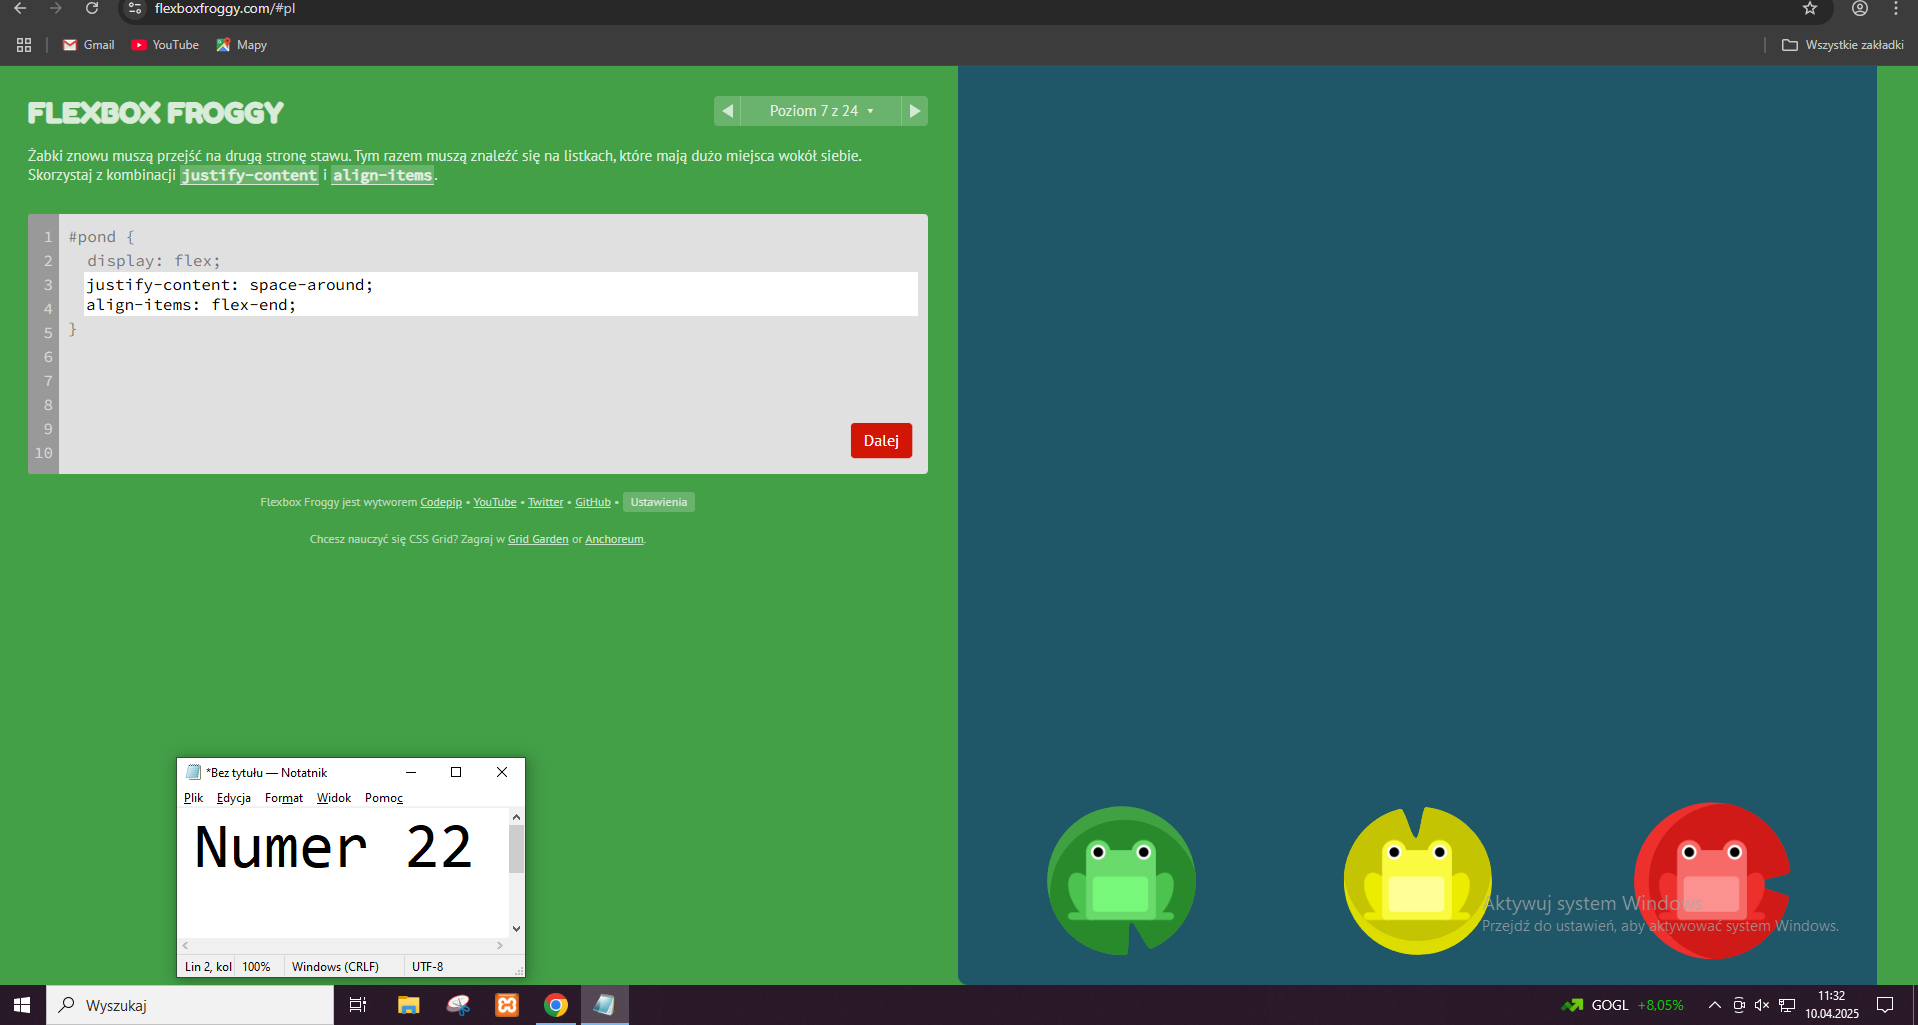 flexboxfroggy.com/#pl
Gmail
YouTube
Mapy
Wszystkie zakładki
FLEXBOX FROGGY
Poziom 7 z 24
Żabki znowu muszą przejść na drugą stronę stawu. Tym razem muszą znaleźć się na listkach, które mają dużo miejsca wokół siebie.
Skorzystaj z kombinacji justify-content i align-items.
1 #pond {
2 display: flex;
3 justify-content: space-around;
4 align-items: flex-end;
5 }
6
7
8
9
10
Dalej
Flexbox Froggy jest wytworem Codepip • YouTube • Twitter • GitHub • Ustawienia
Chcesz nauczyć się CSS Grid? Zagraj w Grid Garden or Anchoreum.
*Bez tytułu — Notatnik
Plik Edycja Format Widok Pomoc
Numer 22
Lin 2, kol 100% Windows (CRLF) UTF-8
Aktywuj system Windows
Przejdź do ustawień, aby aktywować system Windows.
Wyszukaj
GOGL +8,05%
11:32
10.04.2025